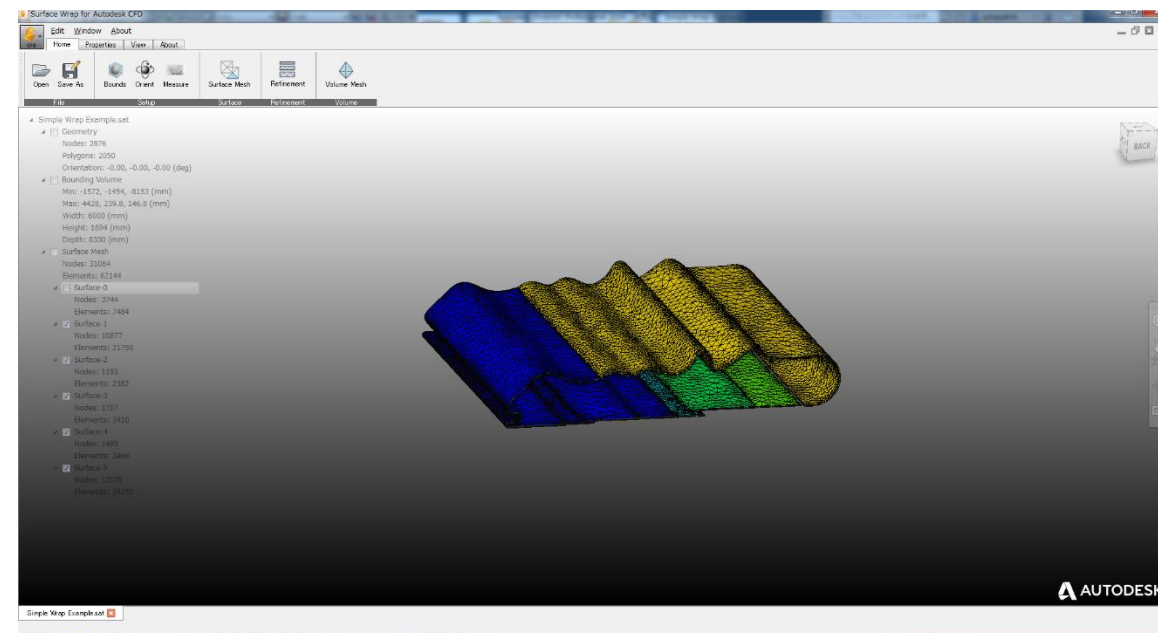 Surface Wrap for Autodesk CFD
Edit Window About
Home Properties View About
Open Save As Bounds Orient Measure Surface Mesh Refinement Volume Mesh
File Setup Surface Refinement Volume
Simple Wrap Example.sat
Geometry
Nodes: 2876
Polygons: 2050
Orientation: -0.00, -0.00, -0.00 (deg)
Bounding Volume
Min: -1572, -1454, -8153 (mm)
Max: 4428, 239.8, 146.8 (mm)
Width: 6000 (mm)
Height: 1694 (mm)
Depth: 8300 (mm)
Surface Mesh
Nodes: 31084
Elements: 62144
Surface-0
Nodes: 3744
Elements: 7484
Surface-1
Nodes: 10877
Elements: 21750
Surface-2
Nodes: 1193
Elements: 2382
Surface-3
Nodes: 1707
Elements: 3410
Surface-4
Nodes: 1485
Elements: 2966
Surface-5
Nodes: 12078
Elements: 24152
BACK
AUTODESK
Simple Wrap Example.sat